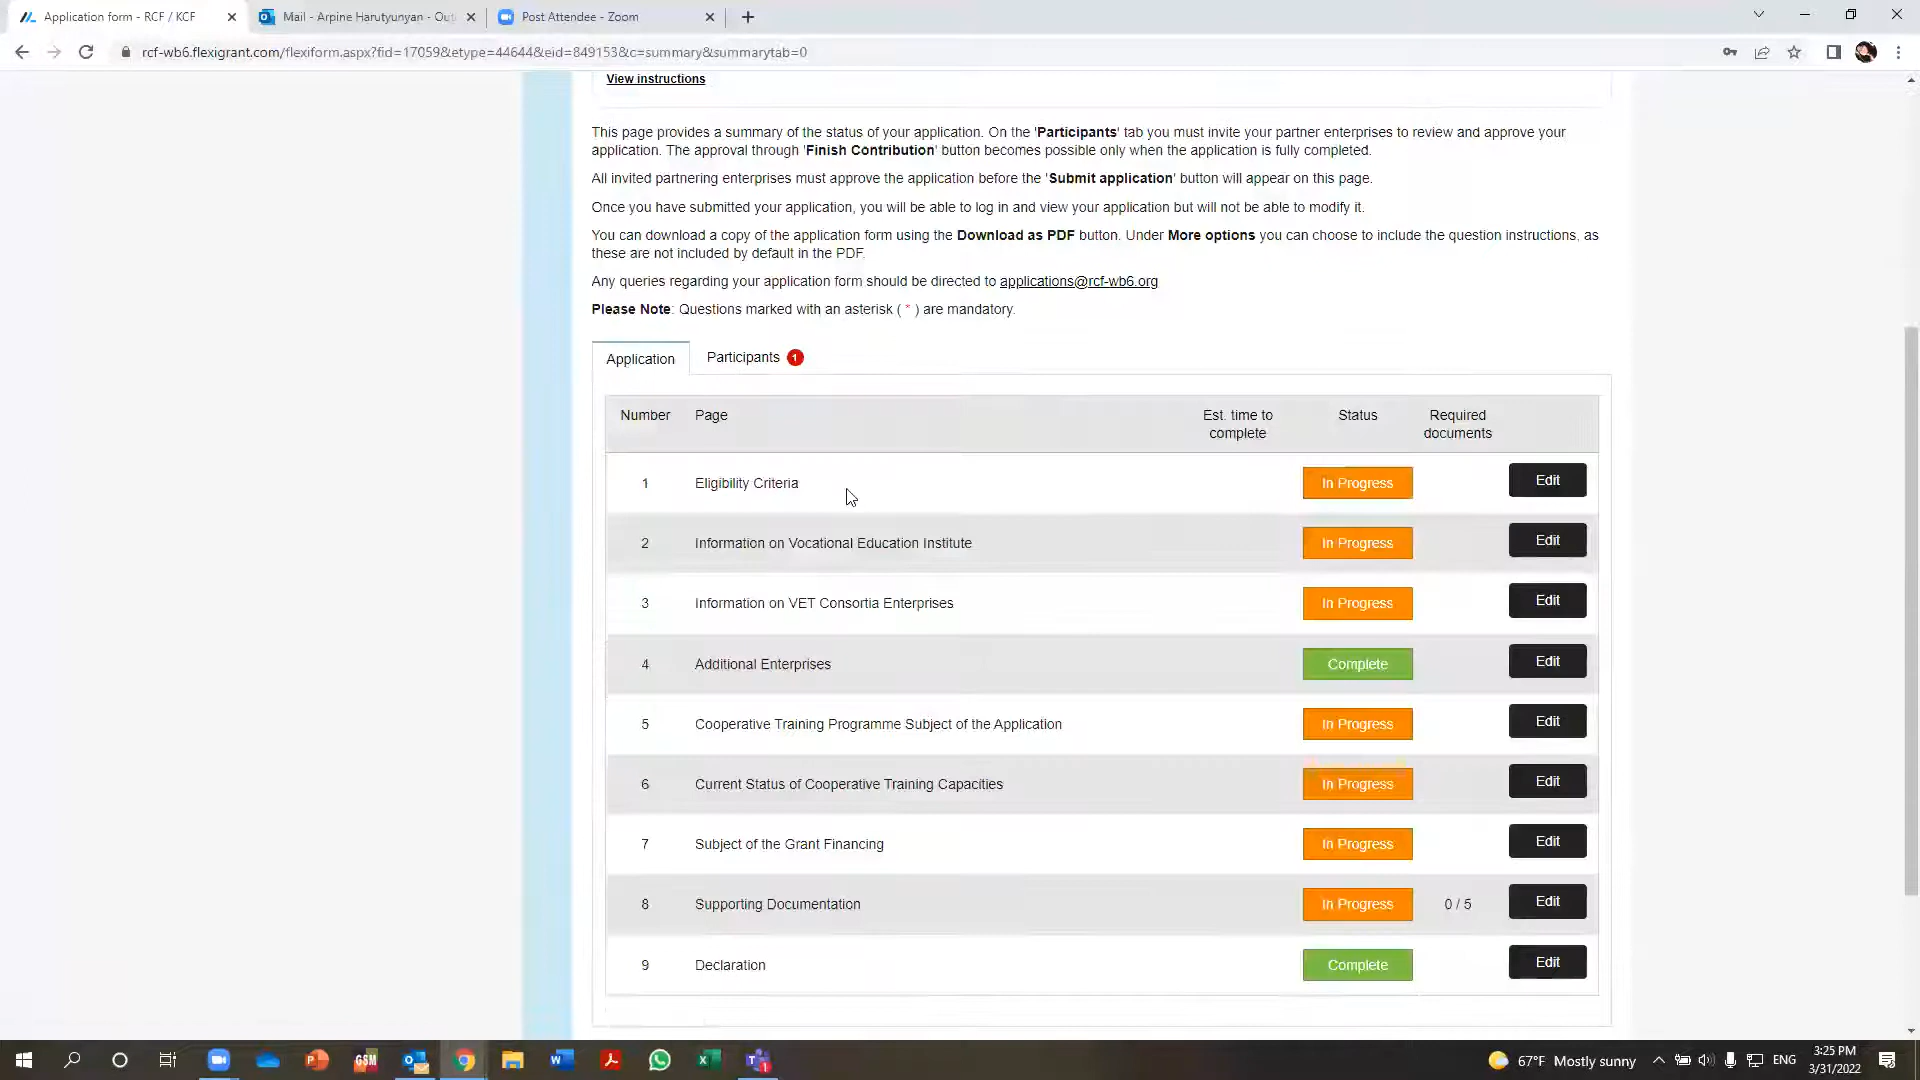 Application form - RCF / KCF
Mail - Arpine Harutyunyan - Out
Post Attendee - Zoom
rcf-wb6.flexigrant.com/flexiform.aspx?fid=17059&etype=44644&eid=849153&c=summary&summarytab=0
View instructions
This page provides a summary of the status of your application. On the 'Participants' tab you must invite your partner enterprises to review and approve your
application. The approval through 'Finish Contribution' button becomes possible only when the application is fully completed.
All invited partnering enterprises must approve the application before the 'Submit application' button will appear on this page.
Once you have submitted your application, you will be able to log in and view your application but will not be able to modify it.
You can download a copy of the application form using the Download as PDF button. Under More options you can choose to include the question instructions, as
these are not included by default in the PDF.
Any queries regarding your application form should be directed to applications@rcf-wb6.org
Please Note: Questions marked with an asterisk ( * ) are mandatory.
Application Participants 1
Number Page Est. time to complete Status Required documents
1 Eligibility Criteria In Progress Edit
2 Information on Vocational Education Institute In Progress Edit
3 Information on VET Consortia Enterprises In Progress Edit
4 Additional Enterprises Complete Edit
5 Cooperative Training Programme Subject of the Application In Progress Edit
6 Current Status of Cooperative Training Capacities In Progress Edit
7 Subject of the Grant Financing In Progress Edit
8 Supporting Documentation In Progress 0 / 5 Edit
9 Declaration Complete Edit
GSM
67°F Mostly sunny
ENG
3:25 PM
3/31/2022